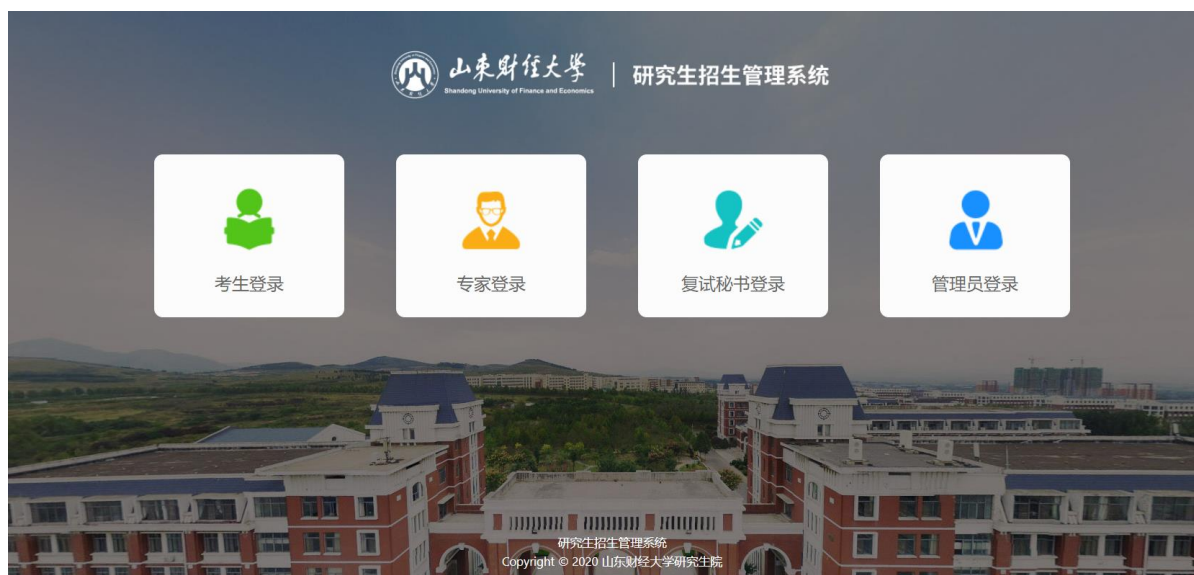 山东财经大学
Shandong University of Finance and Economics
研究生招生管理系统
考生登录
专家登录
复试秘书登录
管理员登录
研究生招生管理系统
Copyright © 2020 山东财经大学研究生院